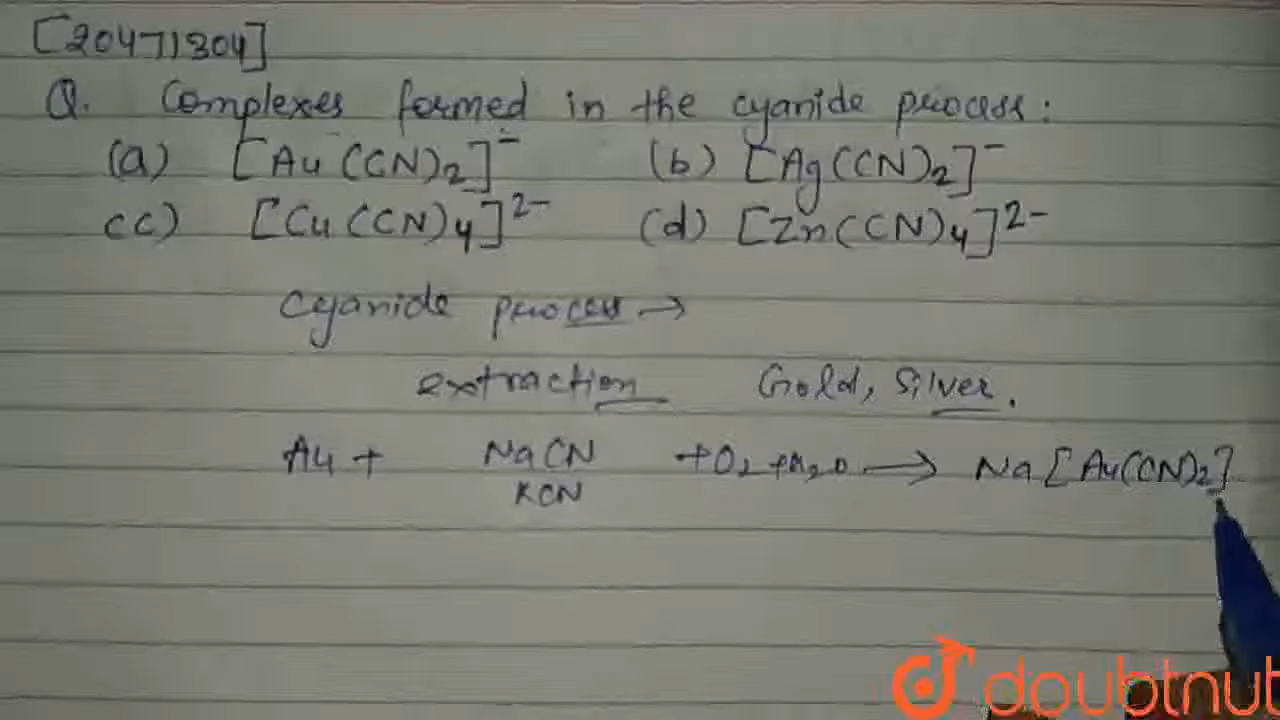 [20471304]
Q. Complexes formed in the cyanide process:
(a) [Au(CN)2]⁻ (b) [Ag(CN)2]⁻
(c) [Cu(CN)4]²⁻ (d) [Zn(CN)4]²⁻
Cyanide process →
extraction Gold, Silver.
Au + NaCN +O2 +H2O → Na[Au(CN)2]
KCN
doubtnut